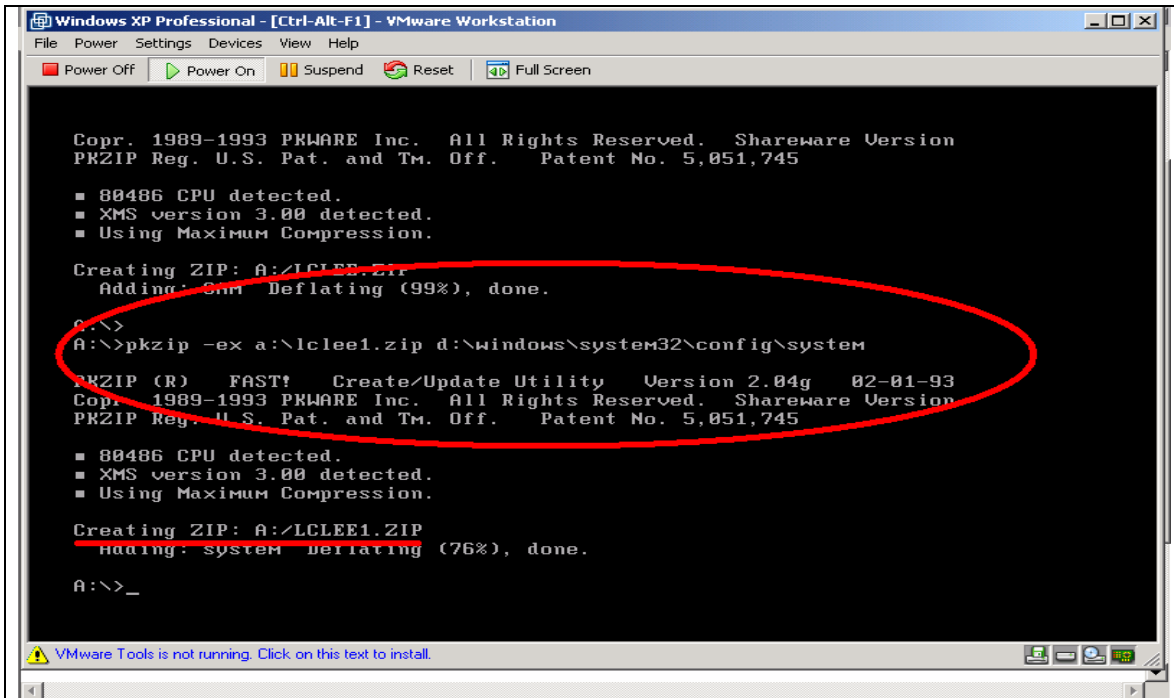 Windows XP Professional - [Ctrl-Alt-F1] - VMware Workstation
File Power Settings Devices View Help
Power Off Power On Suspend Reset Full Screen
Copr. 1989-1993 PKWARE Inc. All Rights Reserved. Shareware Version
PKZIP Reg. U.S. Pat. and Tm. Off. Patent No. 5,051,745
■ 80486 CPU detected.
■ XMS version 3.00 detected.
■ Using Maximum Compression.
Creating ZIP: A:/LCLEE.ZIP
Adding: SAM Deflating (99%), done.
A:\>
A:\>pkzip -ex a:\lclee1.zip d:\windows\system32\config\system
PKZIP (R) FAST! Create/Update Utility Version 2.04g 02-01-93
Copr. 1989-1993 PKWARE Inc. All Rights Reserved. Shareware Version
PKZIP Reg. U.S. Pat. and Tm. Off. Patent No. 5,051,745
■ 80486 CPU detected.
■ XMS version 3.00 detected.
■ Using Maximum Compression.
Creating ZIP: A:/LCLEE1.ZIP
Adding: system Deflating (76%), done.
A:\>_
VMware Tools is not running. Click on this text to install.